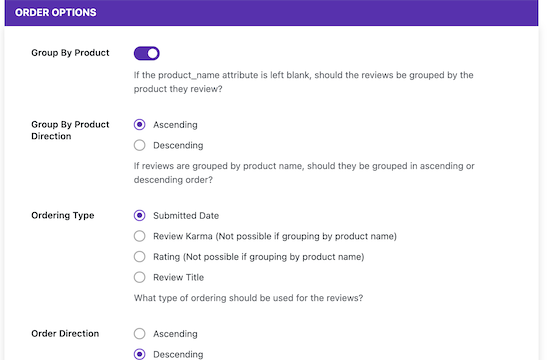 ORDER OPTIONS
Group By Product
If the product_name attribute is left blank, should the reviews be grouped by the
product they review?
Group By Product
Direction
Ascending
Descending
If reviews are grouped by product name, should they be grouped in ascending or
descending order?
Ordering Type
Submitted Date
Review Karma (Not possible if grouping by product name)
Rating (Not possible if grouping by product name)
Review Title
What type of ordering should be used for the reviews?
Order Direction
Ascending
Descending